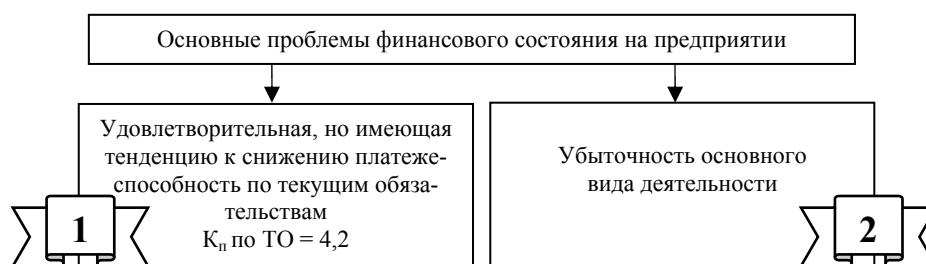 Основные проблемы финансового состояния на предприятии
Удовлетворительная, но имеющая
тенденцию к снижению платеже-
способность по текущим обяза-
тельствам
Кп по ТО = 4,2
1
Убыточность основного
вида деятельности
2